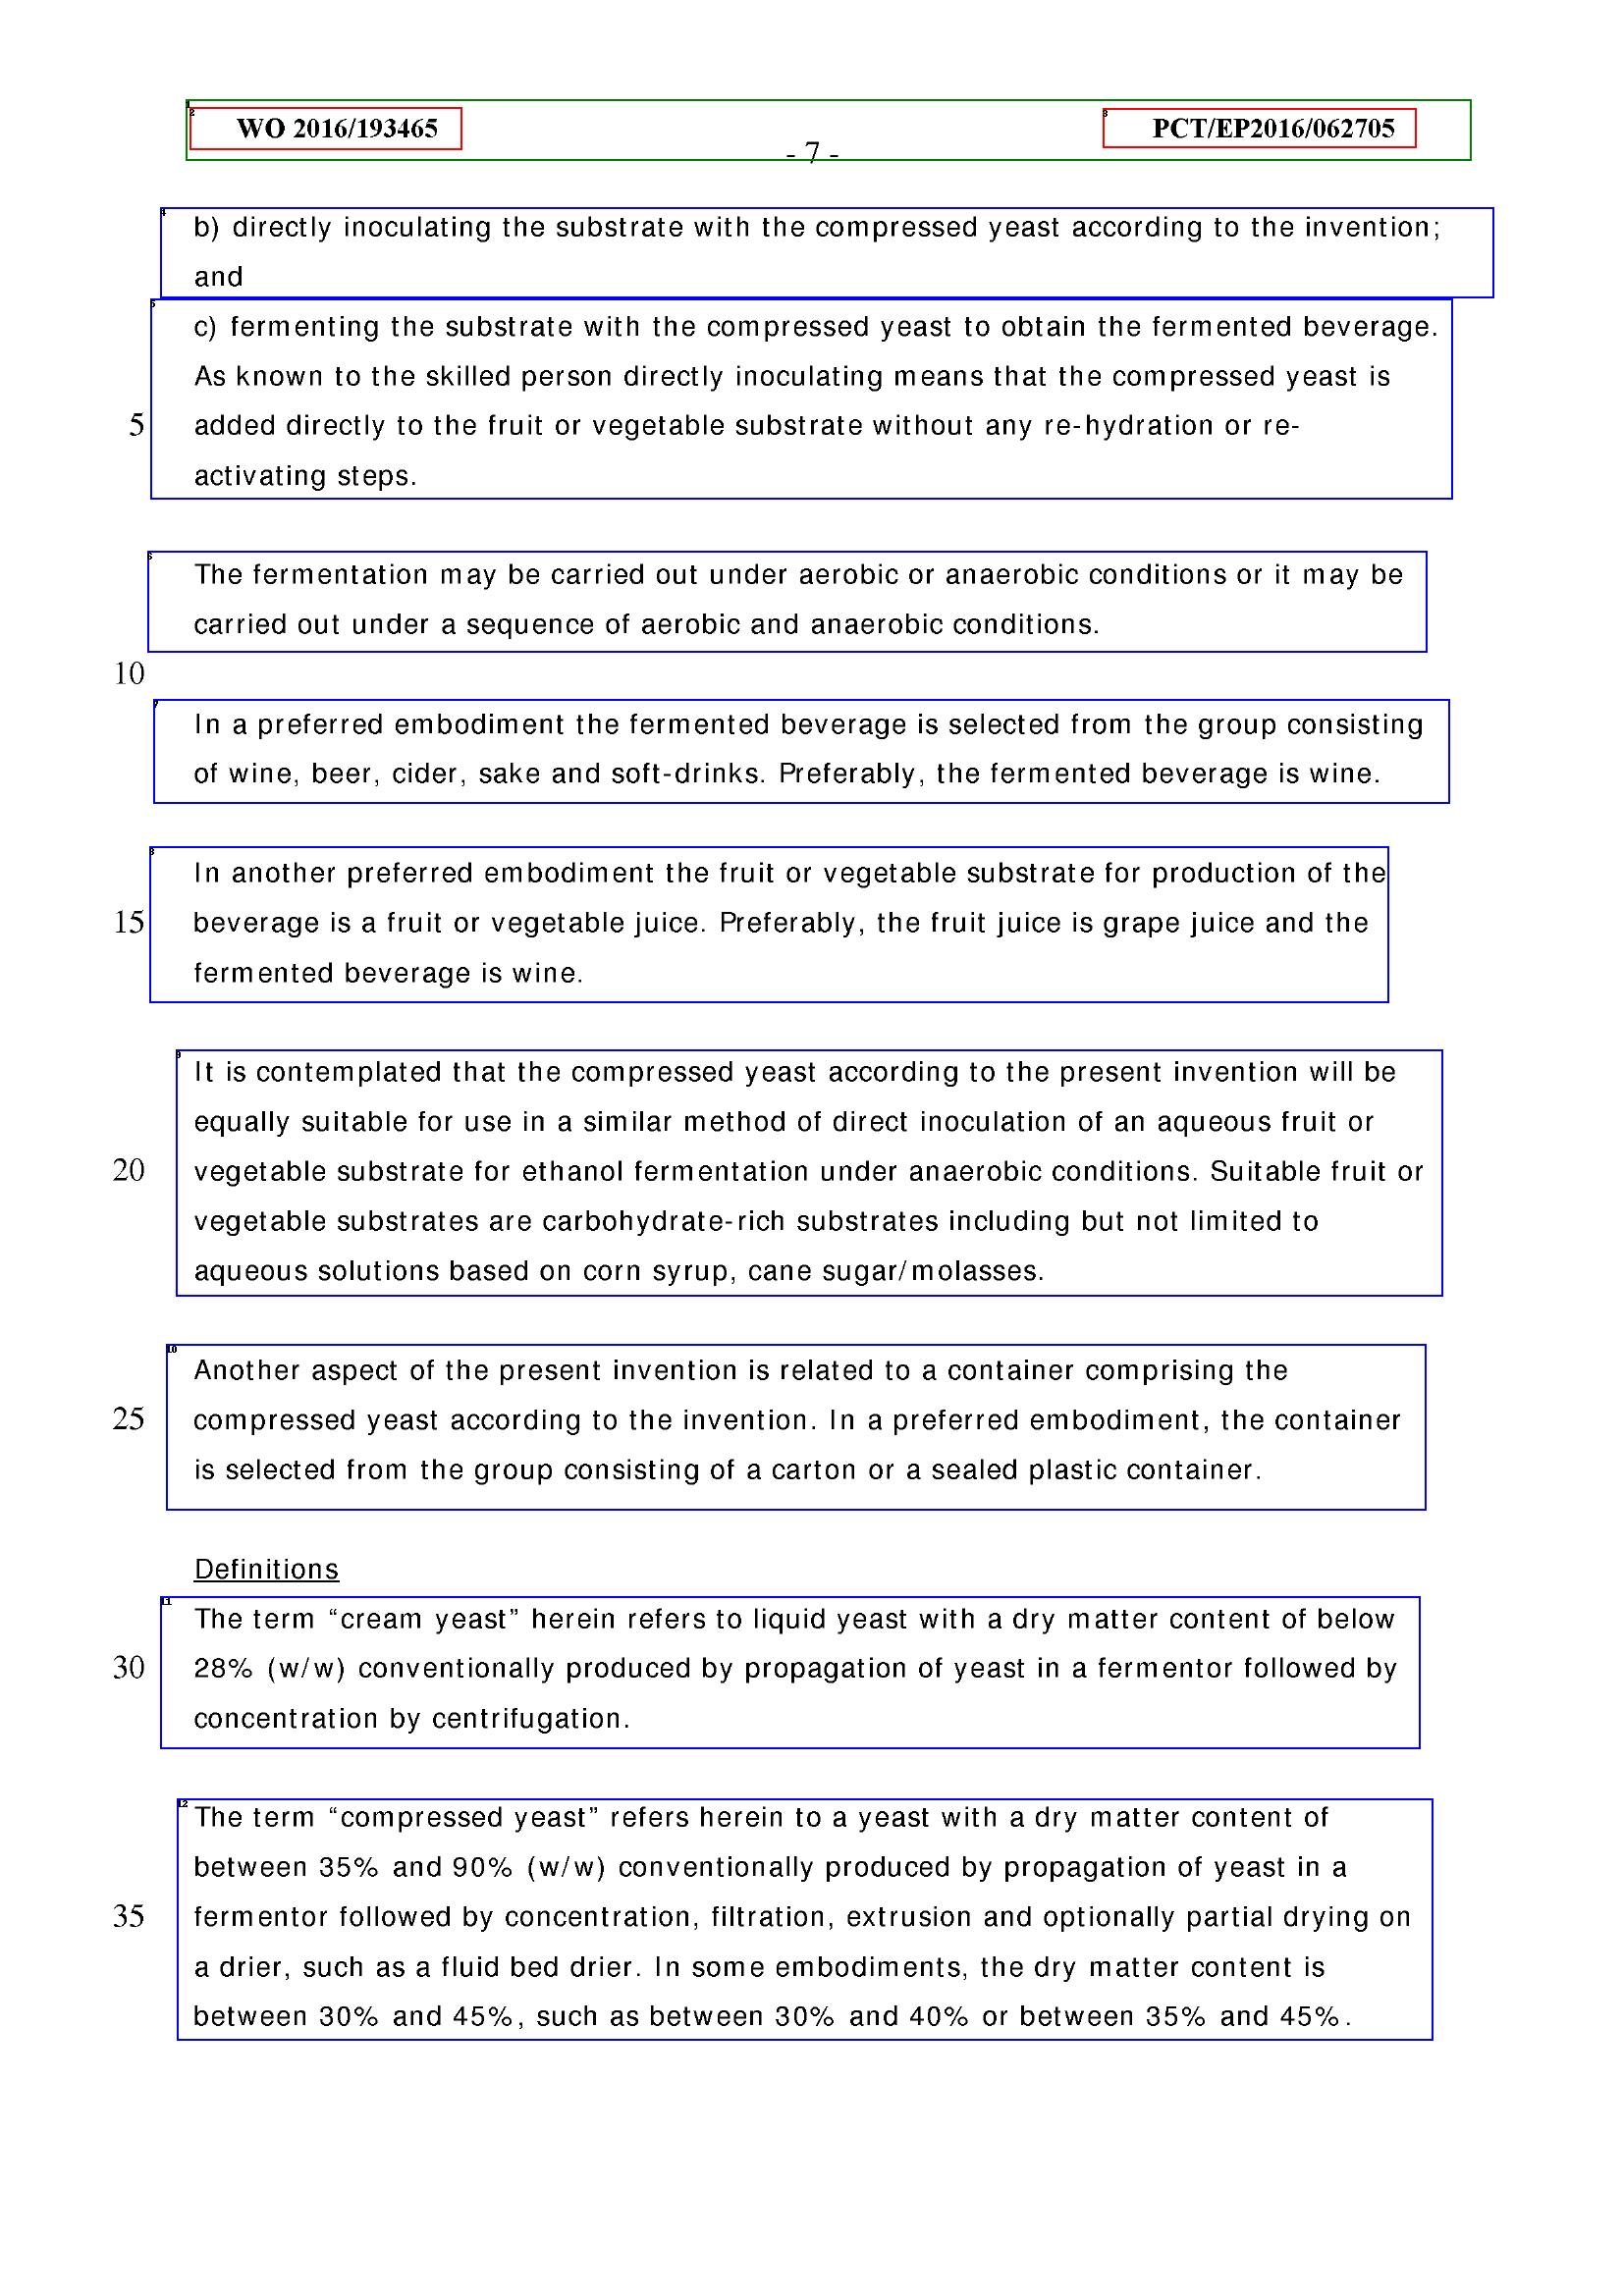 WO 2016/193465 PCT/EP2016/062705
- 7 -
b) directly inoculating the substrate with the compressed yeast according to the invention;
and
c) fermenting the substrate with the compressed yeast to obtain the fermented beverage.
As known to the skilled person directly inoculating means that the compressed yeast is
5 added directly to the fruit or vegetable substrate without any re-hydration or re-
activating steps.
The fermentation may be carried out under aerobic or anaerobic conditions or it may be
carried out under a sequence of aerobic and anaerobic conditions.
10
In a preferred embodiment the fermented beverage is selected from the group consisting
of wine, beer, cider, sake and soft-drinks. Preferably, the fermented beverage is wine.
In another preferred embodiment the fruit or vegetable substrate for production of the
15 beverage is a fruit or vegetable juice. Preferably, the fruit juice is grape juice and the
fermented beverage is wine.
It is contemplated that the compressed yeast according to the present invention will be
equally suitable for use in a similar method of direct inoculation of an aqueous fruit or
20 vegetable substrate for ethanol fermentation under anaerobic conditions. Suitable fruit or
vegetable substrates are carbohydrate-rich substrates including but not limited to
aqueous solutions based on corn syrup, cane sugar/molasses.
Another aspect of the present invention is related to a container comprising the
25 compressed yeast according to the invention. In a preferred embodiment, the container
is selected from the group consisting of a carton or a sealed plastic container.
Definitions
The term “cream yeast” herein refers to liquid yeast with a dry matter content of below
30 28% (w/w) conventionally produced by propagation of yeast in a fermentor followed by
concentration by centrifugation.
The term “compressed yeast” refers herein to a yeast with a dry matter content of
between 35% and 90% (w/w) conventionally produced by propagation of yeast in a
35 fermentor followed by concentration, filtration, extrusion and optionally partial drying on
a drier, such as a fluid bed drier. In some embodiments, the dry matter content is
between 30% and 45%, such as between 30% and 40% or between 35% and 45%.